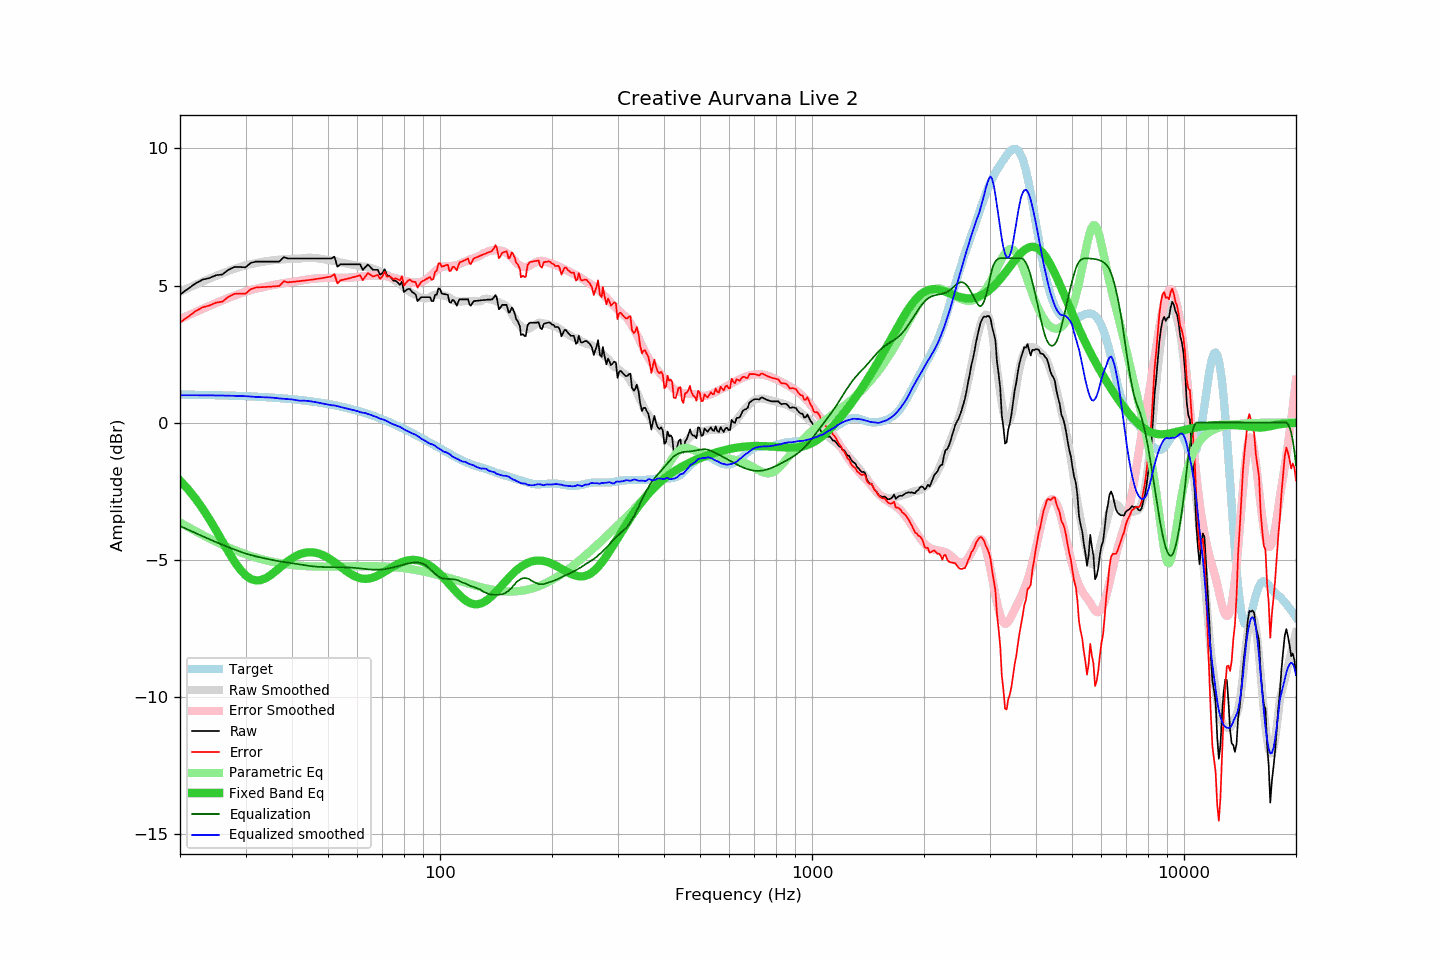 Creative Aurvana Live 2
Amplitude (dBr)
10
5
0
−5
−10
−15
Target
Raw Smoothed
Error Smoothed
Raw
Error
Parametric Eq
Fixed Band Eq
Equalization
Equalized smoothed
100
1000
10000
Frequency (Hz)